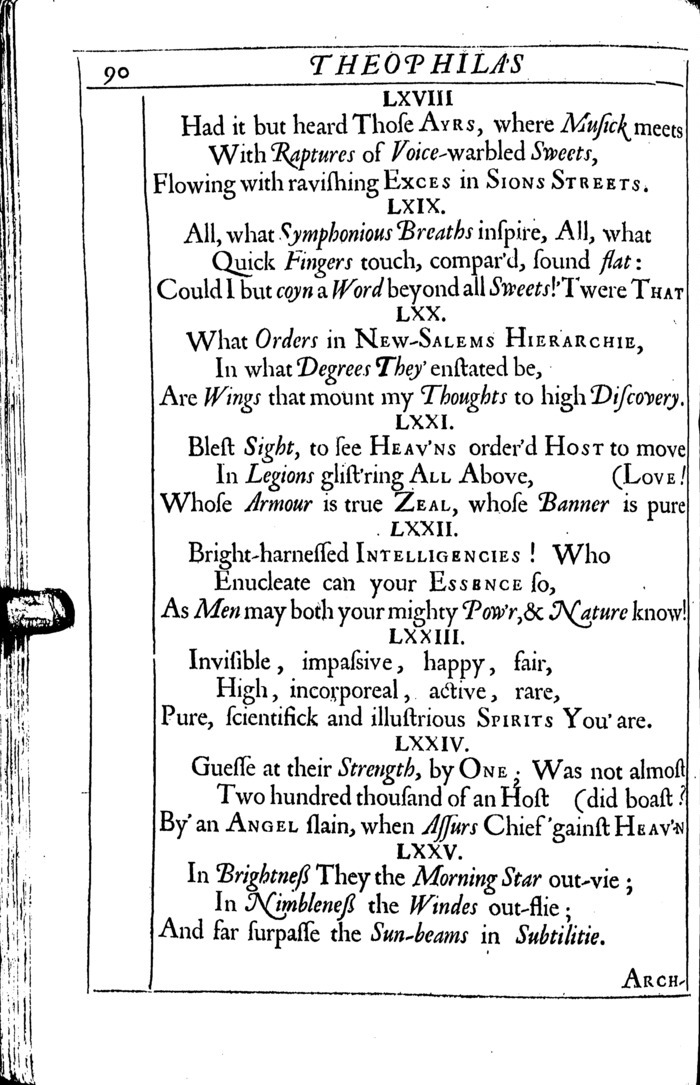 90
THEOPHILA'S
LXVIII
Had it but heard Thoſe AYRS, where Muſick meets
With Raptures of Voice-warbled Sweets,
Flowing with raviſhing EXCES in SIONS STREETS.
LXIX.
All, what Symphonious Breaths inſpire, All, what
Quick Fingers touch, compar'd, ſound flat:
Could I but coyn a Word beyond all Sweets!'Twere THAT
LXX.
What Orders in NEW-SALEMS HIERARCHIE,
In what Degrees They' enſtated be,
Are Wings that mount my Thoughts to high Diſcovery.
LXXI.
Bleſt Sight, to ſee HEAV'NS order'd HOST to move
In Legions gliſt'ring ALL Above, (LOVE!
Whoſe Armour is true ZEAL, whoſe Banner is pure
LXXII.
Bright-harneſſed INTELLIGENCIES! Who
Enucleate can your ESSENCE ſo,
As Men may both your mighty Pow'r,& Nature know!
LXXIII.
Inviſible, impaſsive, happy, fair,
High, incorporeal, active, rare,
Pure, ſcientifick and illuſtrious SPIRITS YOU' are.
LXXIV.
Gueſſe at their Strength, by ONE; Was not almoſt
Two hundred thouſand of an Hoſt (did boaſt?
By' an ANGEL ſlain, when Aſſurs Chief 'gainſt HEAV'N
LXXV.
In Brightneß They the Morning Star out-vie;
In Nimbleneß the Windes out-flie;
And far ſurpaſſe the Sun-beams in Subtilitie.
ARCH-